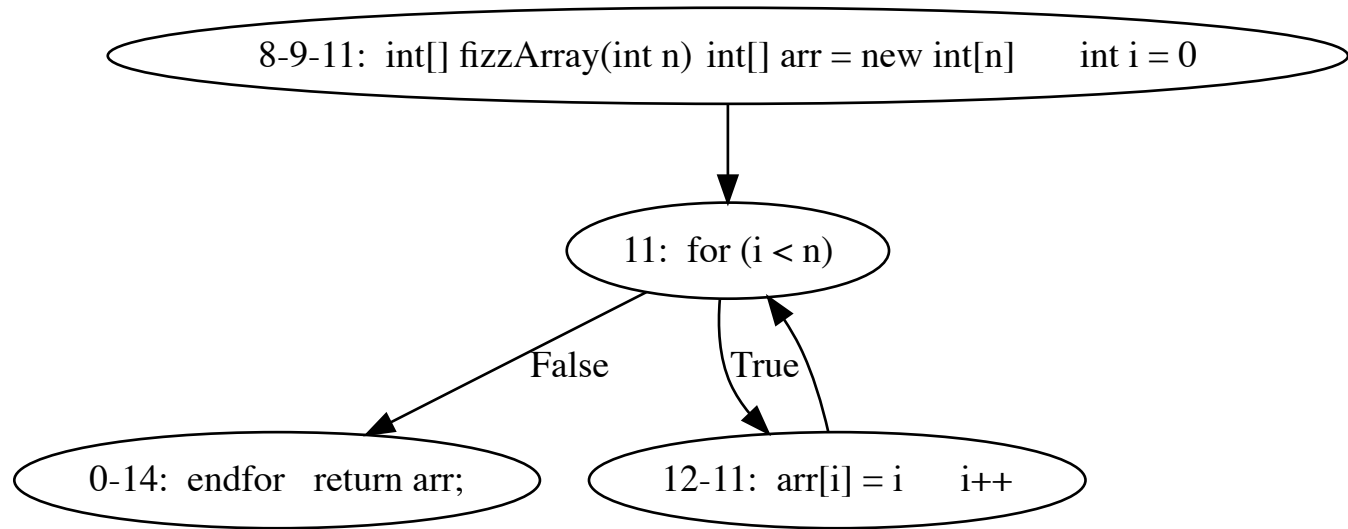 8-9-11: int[] fizzArray(int n) int[] arr = new int[n] int i = 0
11: for (i < n)
False
True
0-14: endfor return arr;
12-11: arr[i] = i i++